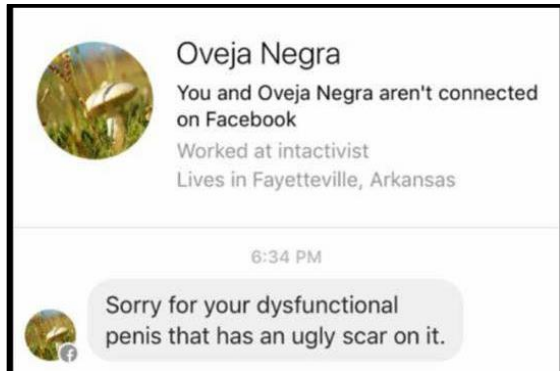 Oveja Negra
You and Oveja Negra aren't connected
on Facebook
Worked at intactivist
Lives in Fayetteville, Arkansas
6:34 PM
Sorry for your dysfunctional
penis that has an ugly scar on it.